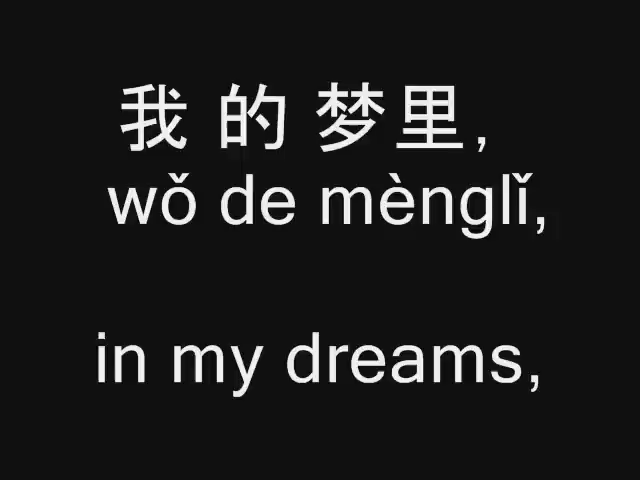 我 的 梦里,
wǒ de mènglǐ,
in my dreams,